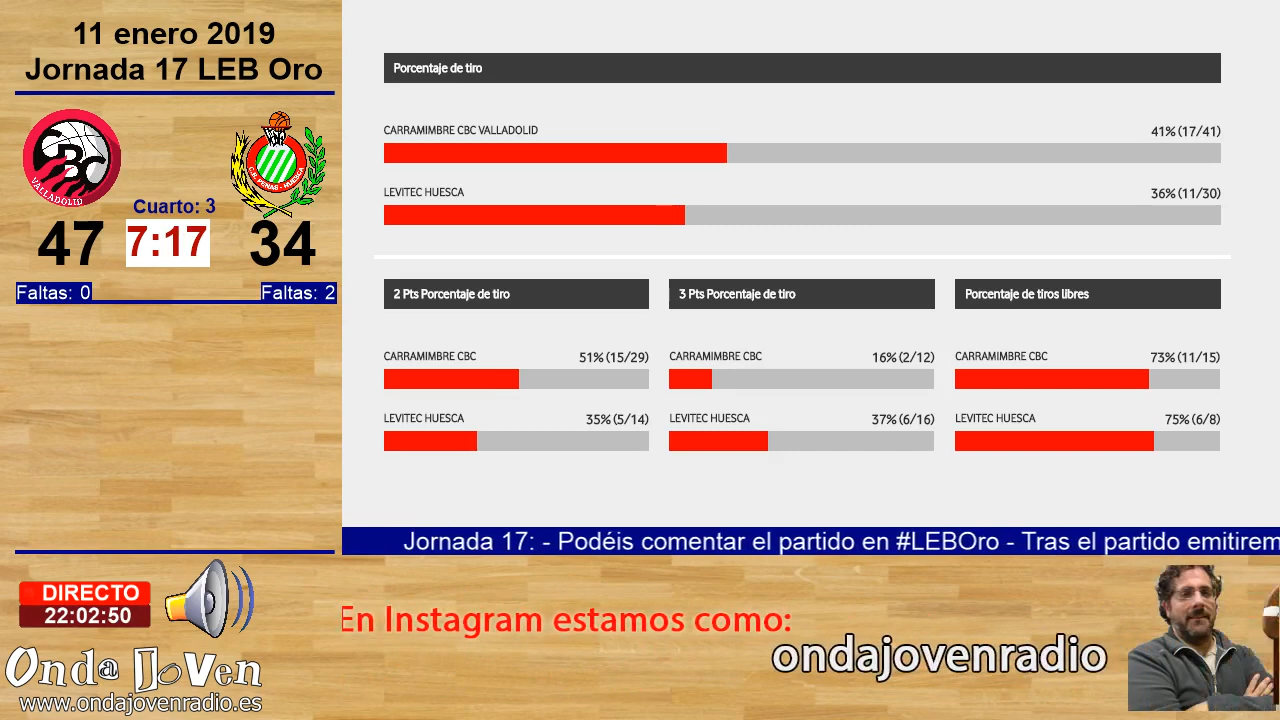 11 enero 2019
Jornada 17 LEB Oro
CBC
VALLADOLID
C.B. PEÑAS - HUESCA
Cuarto: 3
47 7:17 34
Faltas: 0 Faltas: 2
Porcentaje de tiro
CARRAMIMBRE CBC VALLADOLID 41% (17/41)
LEVITEC HUESCA 36% (11/30)
2 Pts Porcentaje de tiro
CARRAMIMBRE CBC 51% (15/29)
LEVITEC HUESCA 35% (5/14)
3 Pts Porcentaje de tiro
CARRAMIMBRE CBC 16% (2/12)
LEVITEC HUESCA 37% (6/16)
Porcentaje de tiros libres
CARRAMIMBRE CBC 73% (11/15)
LEVITEC HUESCA 75% (6/8)
Jornada 17: - Podéis comentar el partido en #LEBOro - Tras el partido emitirem
DIRECTO
22:02:50
Onda JoVen
www.ondajovenradio.es
En Instagram estamos como:
ondajovenradio